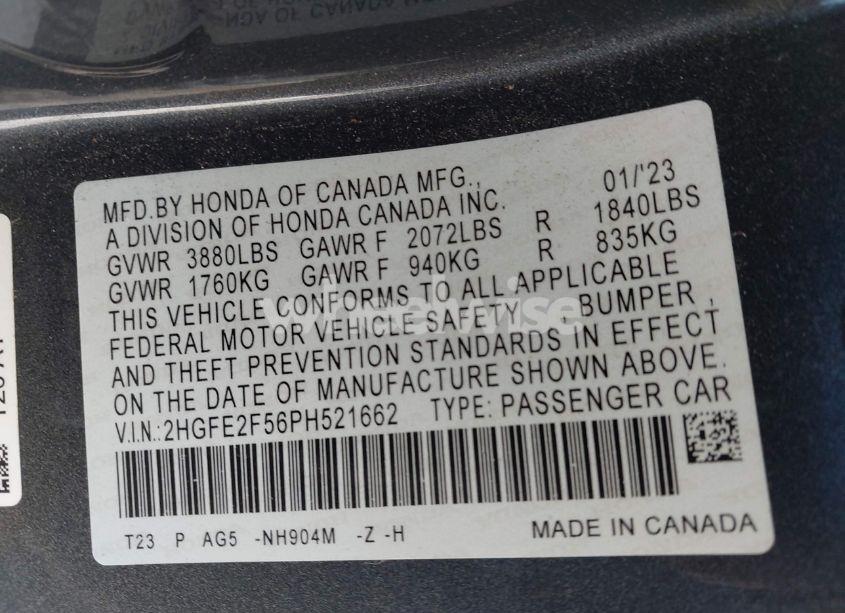 MFD.BY HONDA OF CANADA MFG., 01/'23
A DIVISION OF HONDA CANADA INC.
GVWR 3880LBS GAWR F 2072LBS R 1840LBS
GVWR 1760KG GAWR F 940KG R 835KG
THIS VEHICLE CONFORMS TO ALL APPLICABLE
FEDERAL MOTOR VEHICLE SAFETY, BUMPER,
AND THEFT PREVENTION STANDARDS IN EFFECT
ON THE DATE OF MANUFACTURE SHOWN ABOVE.
V.I.N.:2HGFE2F56PH521662 TYPE: PASSENGER CAR
T23 P AG5 -NH904M -Z -H MADE IN CANADA
wheelwise